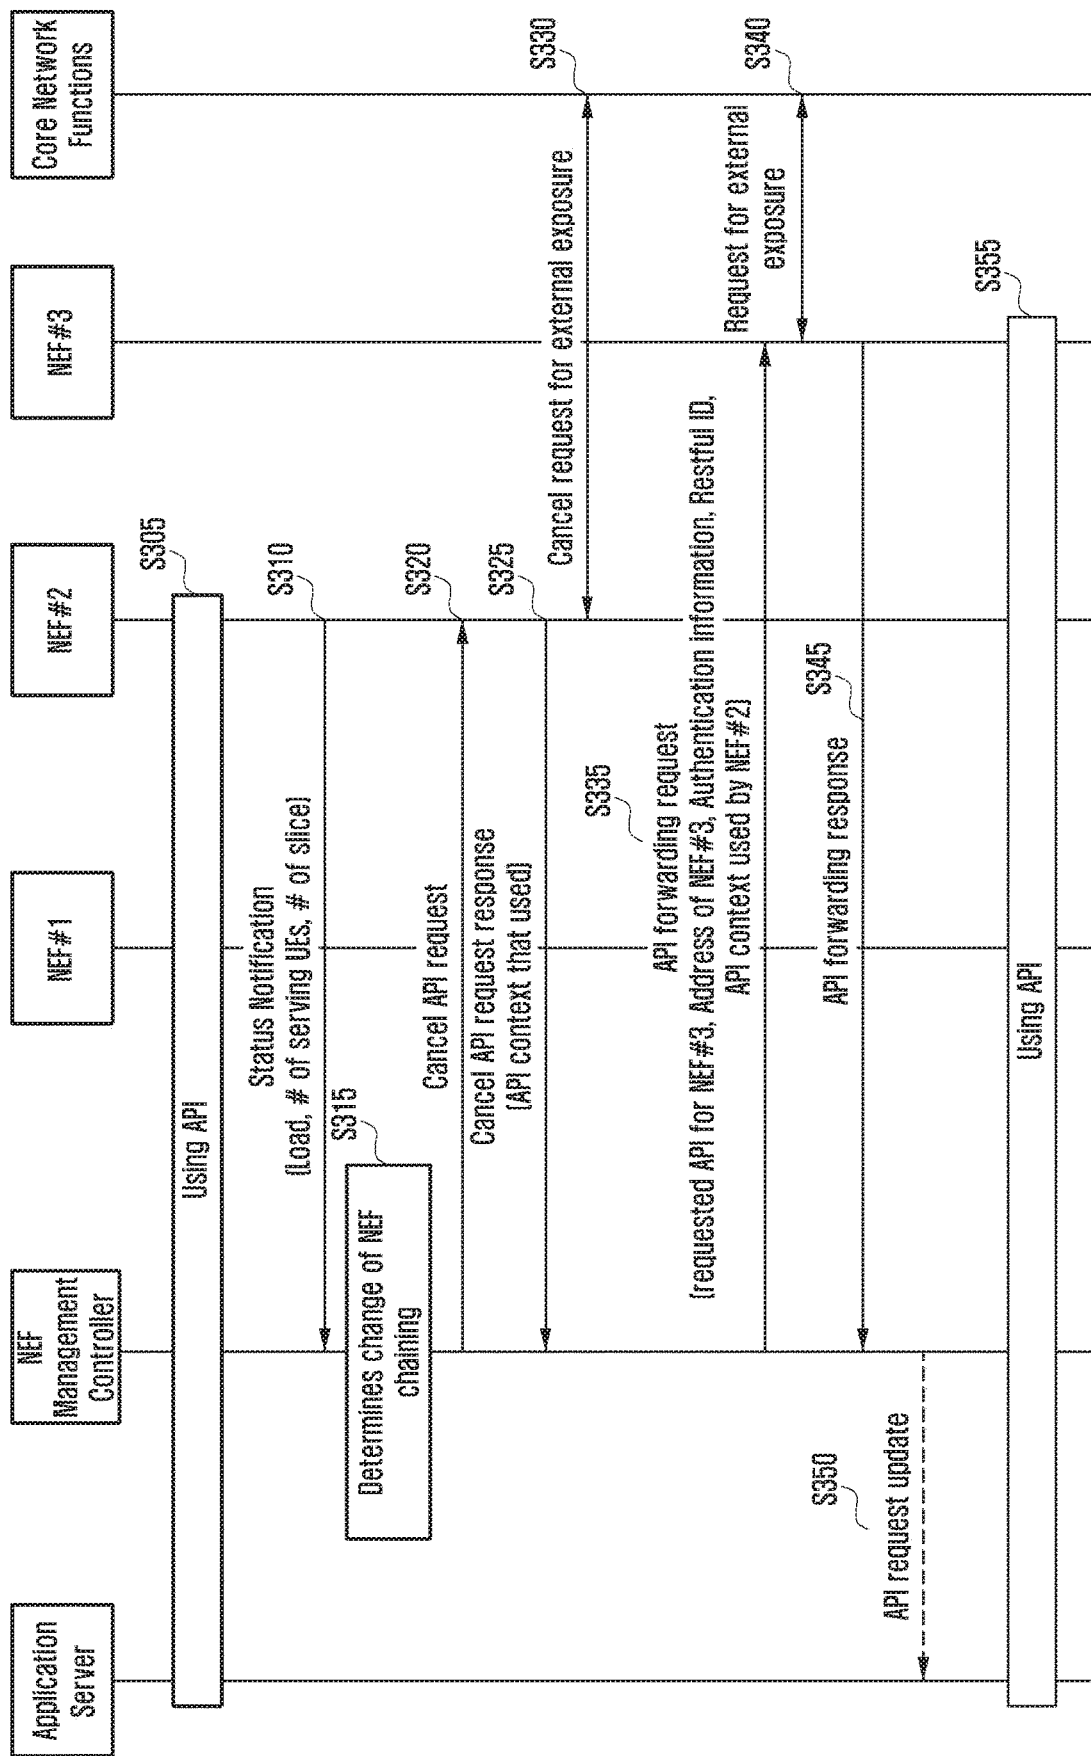 Application
Server
NEF
Management
Controller
NEF#1
NEF#2
NEF#3
Core Network
Functions
Using API
S305
Status Notification
(Load, # of serving UEs, # of slice)
S310
Determines change of NEF
chaining
S315
Cancel API request
S320
Cancel API request response
(API context that used)
S325
Cancel request for external exposure
S330
S335
API forwarding request
(requested API for NEF#3, Address of NEF#3, Authentication information, Restful ID,
API context used by NEF#2)
Request for external
exposure
S340
API forwarding response
S345
S350
API request update
Using API
S355